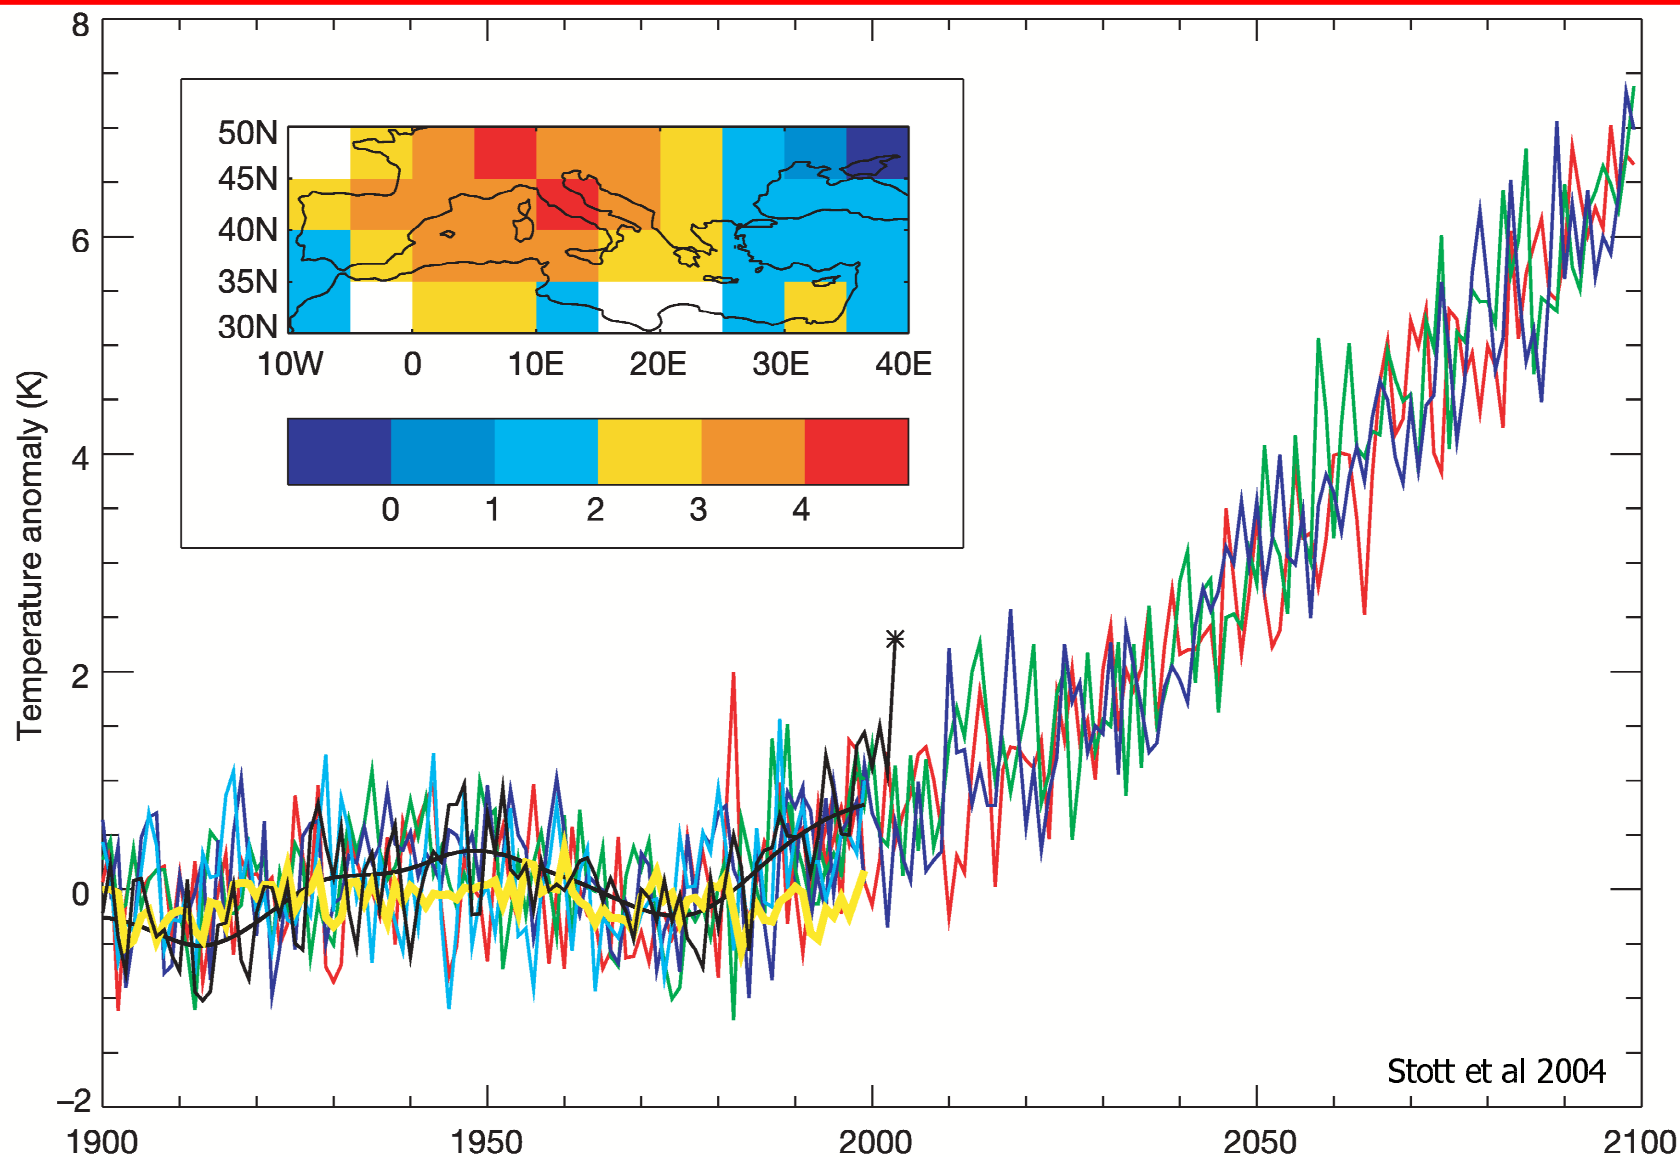 8
6
4
2
0
–2
Temperature anomaly (K)
50N
45N
40N
35N
30N
10W 0 10E 20E 30E 40E
0 1 2 3 4
Stott et al 2004
1900 1950 2000 2050 2100